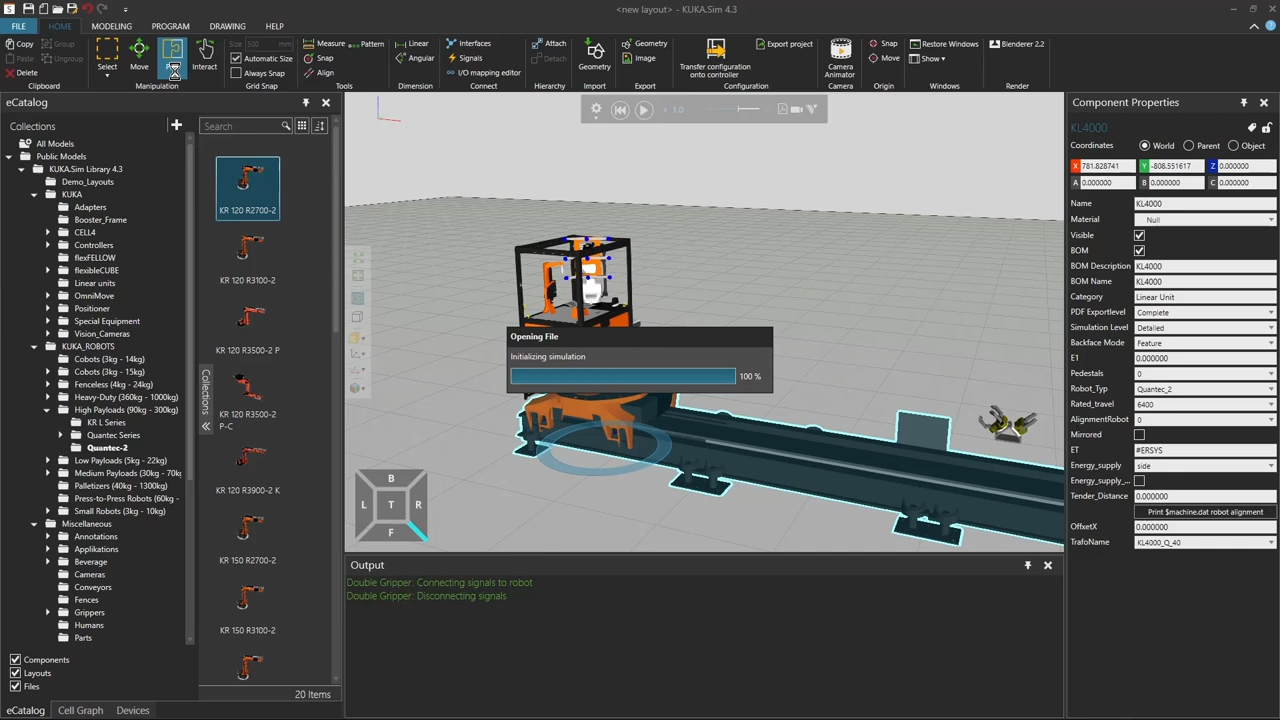 <new layout> - KUKA.Sim 4.3
FILE HOME MODELING PROGRAM DRAWING HELP
Copy
Delete
Group
Ungroup
Clipboard
Select
Move
Interact
Manipulation
Size 500 mm
Automatic Size
Always Snap
Grid Snap
Measure
Snap
Align
Pattern
Tools
Linear
Angular
Dimension
Interfaces
Signals
I/O mapping editor
Connect
Attach
Detach
Hierarchy
Geometry
Import
Geometry
Image
Export
Transfer configuration
onto controller
Export project
Configuration
Camera
Animator
Camera
Snap
Move
Origin
Restore Windows
Show
Windows
Blenderer 2.2
Render
eCatalog
Collections
Search
All Models
Public Models
KUKA.Sim Library 4.3
Demo_Layouts
KUKA
Adapters
Booster_Frame
CELL4
Controllers
flexFELLOW
flexibleCUBE
Linear units
OmniMove
Positioner
Special Equipment
Vision_Cameras
KUKA_ROBOTS
Cobots (3kg - 14kg)
Cobots (3kg - 15kg)
Fenceless (4kg - 24kg)
Heavy-Duty (360kg - 1000kg)
High Payloads (90kg - 300kg)
KR L Series
Quantec Series
Quantec-2
Low Payloads (5kg - 22kg)
Medium Payloads (30kg - 70k
Palletizers (40kg - 1300kg)
Press-to-Press Robots (60kg -
Small Robots (3kg - 10kg)
Miscellaneous
Annotations
Applikations
Beverage
Cameras
Conveyors
Fences
Grippers
Humans
Parts
Components
Layouts
Files
Collections
KR 120 R2700-2
KR 120 R3100-2
KR 120 R3500-2 P
KR 120 R3500-2
P-C
KR 120 R3900-2 K
KR 150 R2700-2
KR 150 R3100-2
20 Items
eCatalog Cell Graph Devices
1.0
Opening File
Initializing simulation
100 %
B
L T R
F
Output
Double Gripper: Connecting signals to robot
Double Gripper: Disconnecting signals
Component Properties
KL4000
Coordinates World Parent Object
X 781.828741 Y -808.551617 Z 0.000000
A 0.000000 B 0.000000 C 0.000000
Name KL4000
Material Null
Visible
BOM
BOM Description KL4000
BOM Name KL4000
Category Linear Unit
PDF Exportlevel Complete
Simulation Level Detailed
Backface Mode Feature
E1 0.000000
Pedestals 0
Robot_Typ Quantec_2
Rated_travel 6400
AlignmentRobot 0
Mirrored
ET #ERSYS
Energy_supply side
Energy_supply_...
Tender_Distance 0.000000
Print $machine.dat robot alignment
OffxetX 0.000000
TrafoName KL4000_Q_40